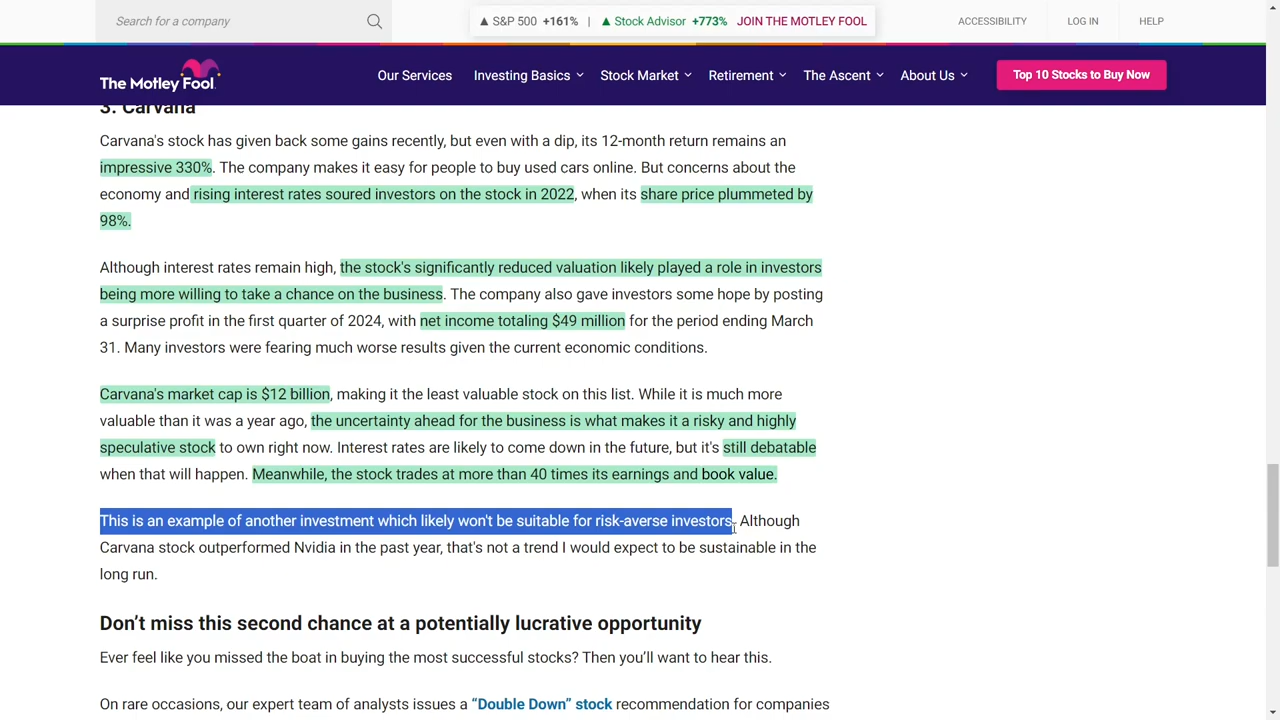 Search for a company
▲ S&P 500 +161% | ▲ Stock Advisor +773% JOIN THE MOTLEY FOOL
ACCESSIBILITY LOG IN HELP
The Motley Fool
Our Services Investing Basics Stock Market Retirement The Ascent About Us Top 10 Stocks to Buy Now
3. Carvana
Carvana's stock has given back some gains recently, but even with a dip, its 12-month return remains an
impressive 330%. The company makes it easy for people to buy used cars online. But concerns about the
economy and rising interest rates soured investors on the stock in 2022, when its share price plummeted by
98%.
Although interest rates remain high, the stock's significantly reduced valuation likely played a role in investors
being more willing to take a chance on the business. The company also gave investors some hope by posting
a surprise profit in the first quarter of 2024, with net income totaling $49 million for the period ending March
31. Many investors were fearing much worse results given the current economic conditions.
Carvana's market cap is $12 billion, making it the least valuable stock on this list. While it is much more
valuable than it was a year ago, the uncertainty ahead for the business is what makes it a risky and highly
speculative stock to own right now. Interest rates are likely to come down in the future, but it's still debatable
when that will happen. Meanwhile, the stock trades at more than 40 times its earnings and book value.
This is an example of another investment which likely won't be suitable for risk-averse investors. Although
Carvana stock outperformed Nvidia in the past year, that's not a trend I would expect to be sustainable in the
long run.
Don’t miss this second chance at a potentially lucrative opportunity
Ever feel like you missed the boat in buying the most successful stocks? Then you’ll want to hear this.
On rare occasions, our expert team of analysts issues a “Double Down” stock recommendation for companies